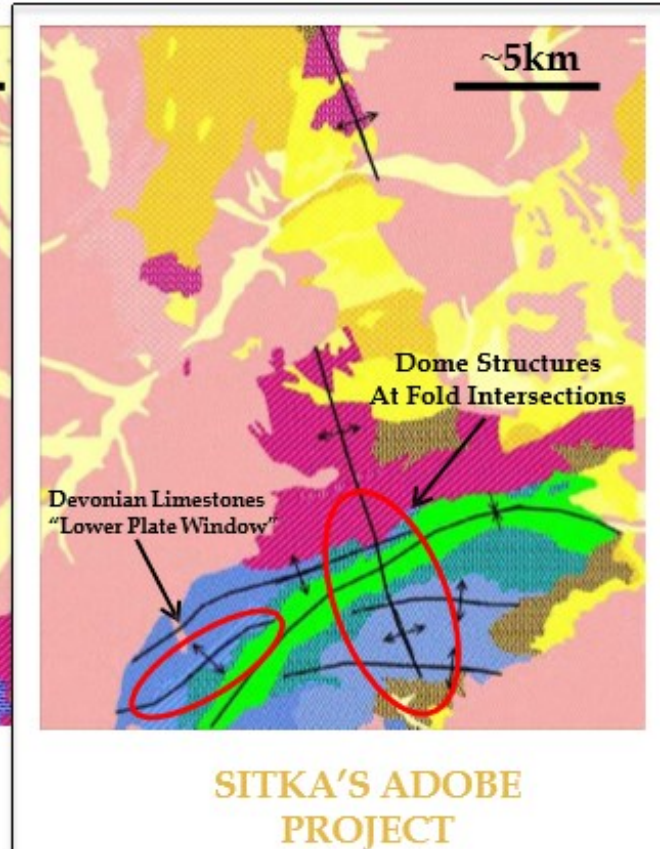 ~5km
Dome Structures
At Fold Intersections
Devonian Limestones
“Lower Plate Window”
SITKA'S ADOBE
PROJECT